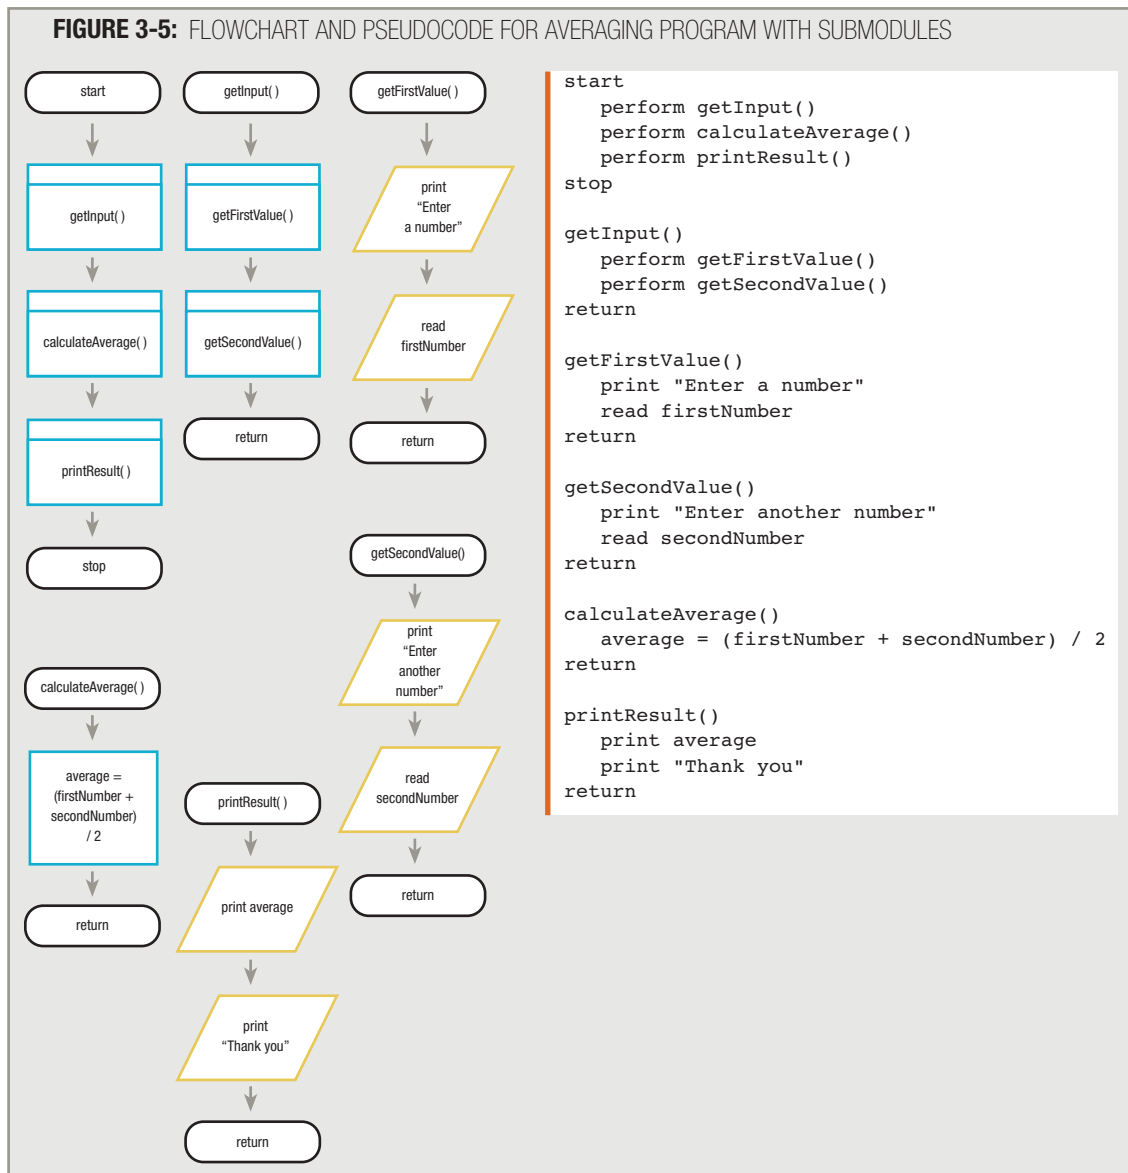 FIGURE 3-5: FLOWCHART AND PSEUDOCODE FOR AVERAGING PROGRAM WITH SUBMODULES
start
getInput( )
calculateAverage( )
printResult( )
stop
getInput( )
getFirstValue( )
getSecondValue( )
return
getFirstValue( )
print
“Enter
a number”
read
firstNumber
return
getSecondValue()
print
“Enter
another
number”
read
secondNumber
return
calculateAverage( )
average =
(firstNumber +
secondNumber)
/ 2
return
printResult( )
print average
print
“Thank you”
return
start
perform getInput()
perform calculateAverage()
perform printResult()
stop
getInput()
perform getFirstValue()
perform getSecondValue()
return
getFirstValue()
print "Enter a number"
read firstNumber
return
getSecondValue()
print "Enter another number"
read secondNumber
return
calculateAverage()
average = (firstNumber + secondNumber) / 2
return
printResult()
print average
print "Thank you"
return